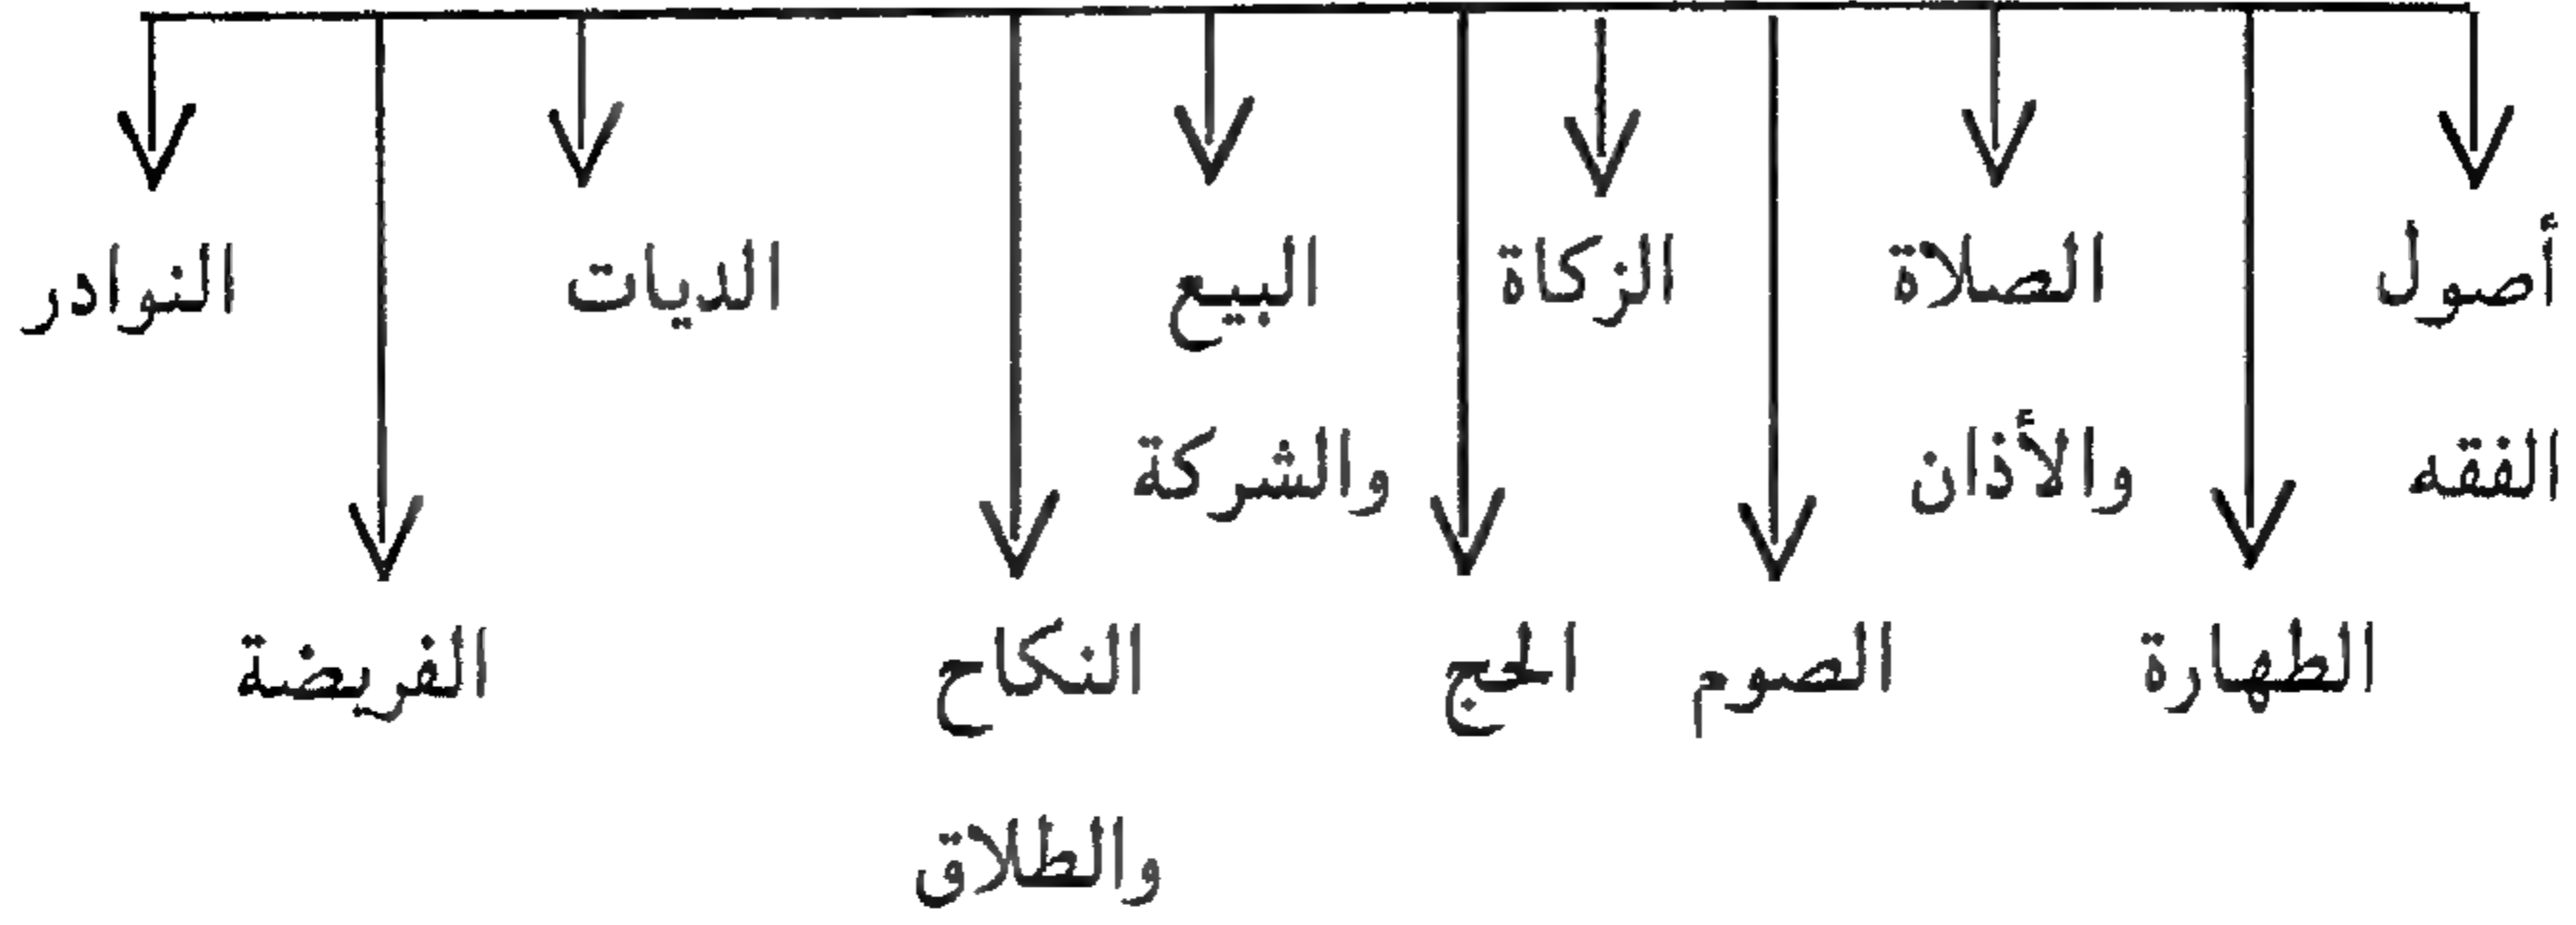 أصول الصلاة الزكاة البيع الديات النوادر
الفقه والأذان والشركة
الطهارة الصوم الحج النكاح الفريضة
والطلاق